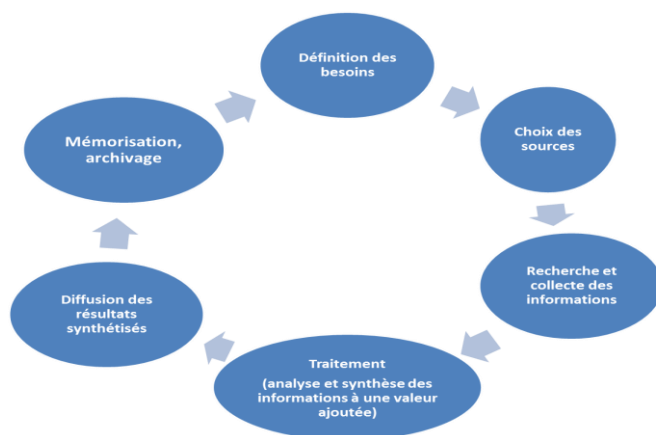 Définition des
besoins
Choix des
sources
Recherche et
collecte des
informations
Traitement
(analyse et synthèse des
informations à une valeur
ajoutée)
Diffusion des
résultats
synthétisés
Mémorisation,
archivage